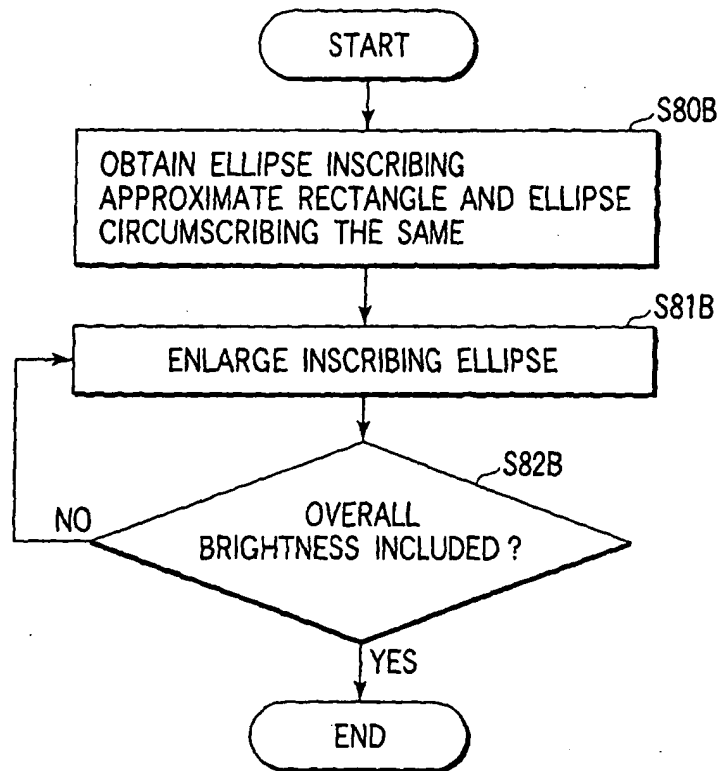 START
S80B
OBTAIN ELLIPSE INSCRIBING
APPROXIMATE RECTANGLE AND ELLIPSE
CIRCUMSCRIBING THE SAME
S81B
ENLARGE INSCRIBING ELLIPSE
S82B
OVERALL
BRIGHTNESS INCLUDED?
NO
YES
END